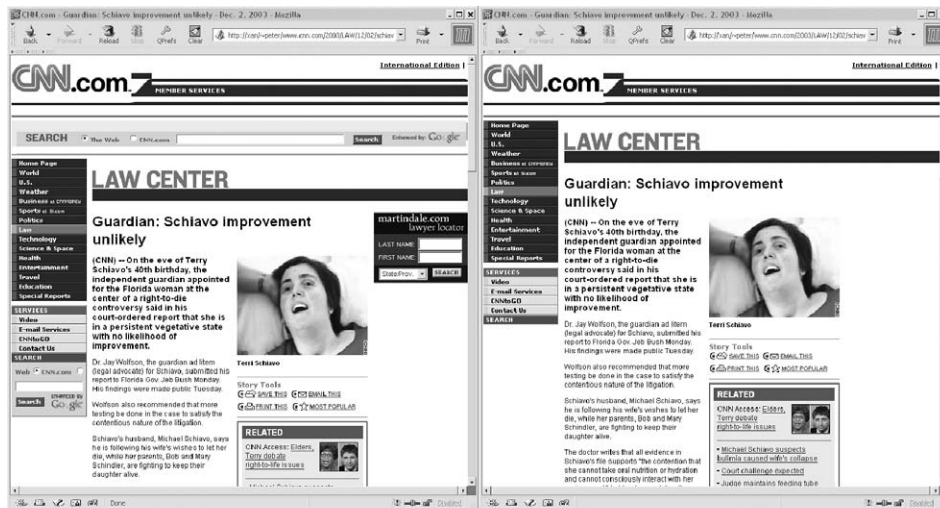 CNN.com - Guardian: Schiavo improvement unlikely - Dec. 2, 2003 - Mozilla
Back Forward Reload Stop QPrefs Clear Print
International Edition |
CNN.com
MEMBER SERVICES
SEARCH The Web CNN.com Search Enhanced by Google
Home Page
World
U.S.
Weather
Business at CNNMoney
Sports at SI.com
Politics
Law
Technology
Science & Space
Health
Entertainment
Travel
Education
Special Reports
SERVICES
Video
E-mail Services
CNNtoGO
Contact Us
SEARCH
Web CNN.com
Search ENHANCED BY Google
LAW CENTER
Guardian: Schiavo improvement
unlikely
(CNN) -- On the eve of Terry
Schiavo's 40th birthday, the
independent guardian appointed
for the Florida woman at the
center of a right-to-die
controversy said in his
court-ordered report that she is
in a persistent vegetative state
with no likelihood of
improvement.
Dr. Jay Wolfson, the guardian ad litem
(legal advocate) for Schiavo, submitted his
report to Florida Gov. Jeb Bush Monday.
His findings were made public Tuesday.
Wolfson also recommended that more
testing be done in the case to satisfy the
contentious nature of the litigation.
Schiavo's husband, Michael Schiavo, says
he is following his wife's wishes to let her
die, while her parents, Bob and Mary
Schindler, are fighting to keep their
daughter alive.
Terri Schiavo
Story Tools
SAVE THIS EMAIL THIS
PRINT THIS MOST POPULAR
RELATED
CNN Access: Elders,
Terry debate
right-to-life issues
martindale.com
lawyer locator
LAST NAME:
FIRST NAME:
State/Prov. SEARCH
Done
CNN.com - Guardian: Schiavo improvement unlikely - Dec. 2, 2003 - Mozilla
Back Forward Reload Stop QPrefs Clear Print
International Edition |
CNN.com
MEMBER SERVICES
Home Page
World
U.S.
Weather
Business at CNNMoney
Sports at SI.com
Politics
Law
Technology
Science & Space
Health
Entertainment
Travel
Education
Special Reports
SERVICES
Video
E-mail Services
CNNtoGO
Contact Us
SEARCH
LAW CENTER
Guardian: Schiavo improvement
unlikely
(CNN) -- On the eve of Terry
Schiavo's 40th birthday, the
independent guardian appointed
for the Florida woman at the
center of a right-to-die
controversy said in his
court-ordered report that she is
in a persistent vegetative state
with no likelihood of
improvement.
Dr. Jay Wolfson, the guardian ad litem
(legal advocate) for Schiavo, submitted his
report to Florida Gov. Jeb Bush Monday.
His findings were made public Tuesday.
Wolfson also recommended that more
testing be done in the case to satisfy the
contentious nature of the litigation.
Schiavo's husband, Michael Schiavo, says
he is following his wife's wishes to let her
die, while her parents, Bob and Mary
Schindler, are fighting to keep their
daughter alive.
The doctor writes that all evidence in
Schiavo's file supports "the contention that
she cannot take oral nutrition or hydration
and cannot consciously interact with her
Terri Schiavo
Story Tools
SAVE THIS EMAIL THIS
PRINT THIS MOST POPULAR
RELATED
CNN Access: Elders,
Terry debate
right-to-life issues
• Michael Schiavo suspects
bulimia caused wife's collapse
• Court challenge expected
• Judge maintains feeding tube